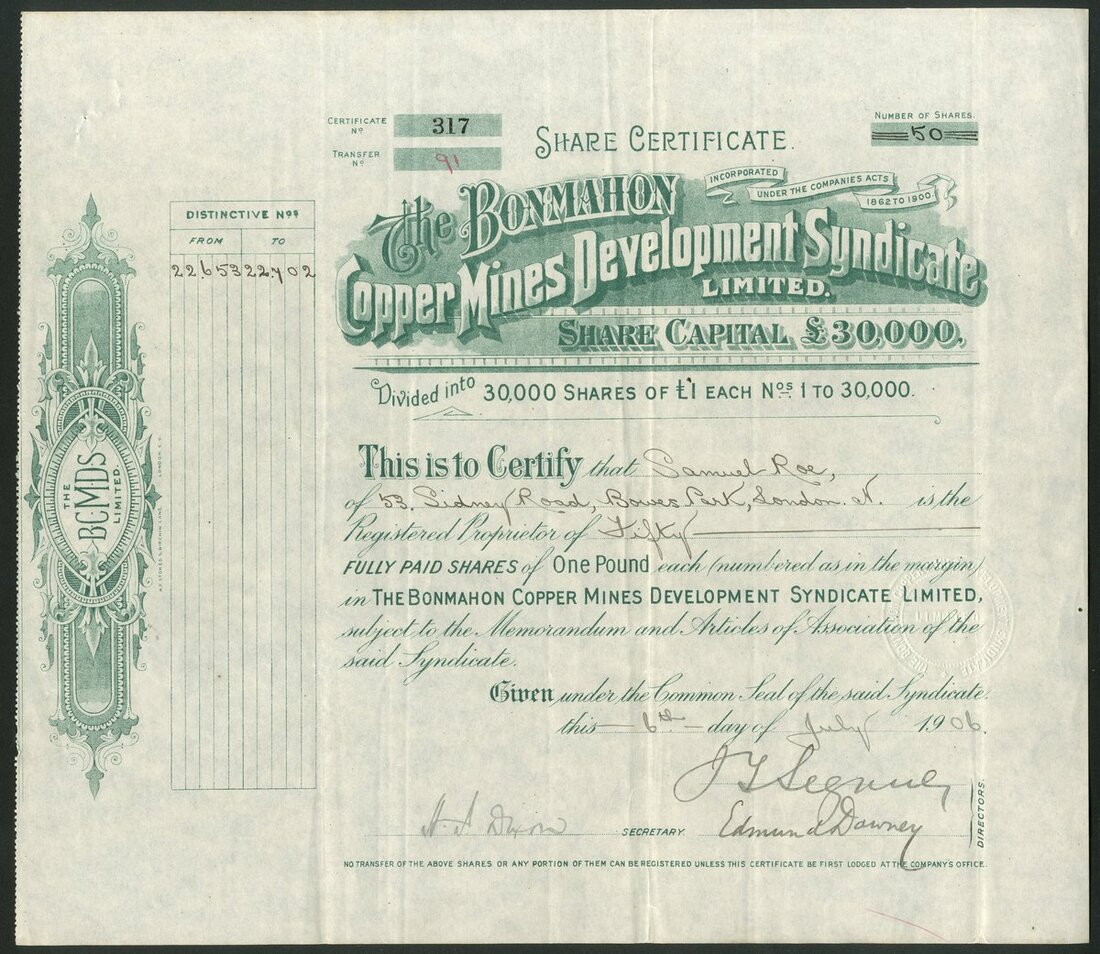 CERTIFICATE Nº 317
TRANSFER Nº 91
SHARE CERTIFICATE.
NUMBER OF SHARES.
50
INCORPORATED UNDER THE COMPANIES ACTS 1862 TO 1900.
The BONMAHON
Copper Mines Development Syndicate
LIMITED.
SHARE CAPITAL £30,000.
Divided into 30,000 SHARES OF £1 EACH Nos. 1 TO 30,000.
DISTINCTIVE Nos
FROM TO
22653 22702
THE
BCMDS
LIMITED.
This is to Certify that Samuel Roe,
of 53. Sidney Road, Bowes Park, London. N. is the
Registered Proprietor of Fifty
FULLY PAID SHARES of One Pound each (numbered as in the margin)
in THE BONMAHON COPPER MINES DEVELOPMENT SYNDICATE LIMITED,
subject to the Memorandum and Articles of Association of the
said Syndicate.
Given under the Common Seal of the said Syndicate
this 6th day of July 1906.
SECRETARY.
Edmund Downey
DIRECTORS.
NO TRANSFER OF THE ABOVE SHARES OR ANY PORTION OF THEM CAN BE REGISTERED UNLESS THIS CERTIFICATE BE FIRST LODGED AT THE COMPANY'S OFFICE.